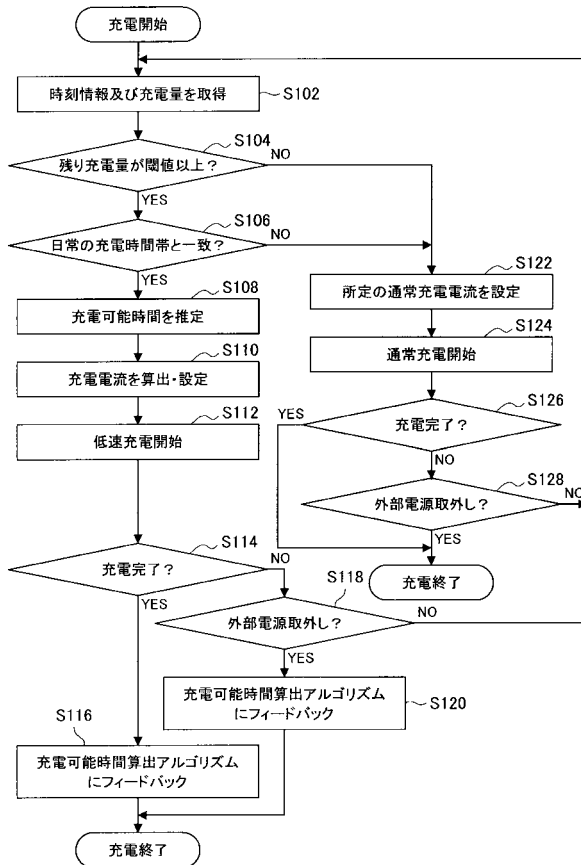 充電開始
時刻情報及び充電量を取得
S102
残り充電量が閾値以上？
S104
NO
YES
日常の充電時間帯と一致？
S106
NO
YES
充電可能時間を推定
S108
充電電流を算出・設定
S110
低速充電開始
S112
所定の通常充電電流を設定
S122
通常充電開始
S124
充電完了？
S126
YES
NO
外部電源取外し？
S128
NO
YES
充電終了
充電完了？
S114
NO
YES
外部電源取外し？
S118
NO
YES
充電可能時間算出アルゴリズム
にフィードバック
S120
S116
充電可能時間算出アルゴリズム
にフィードバック
充電終了